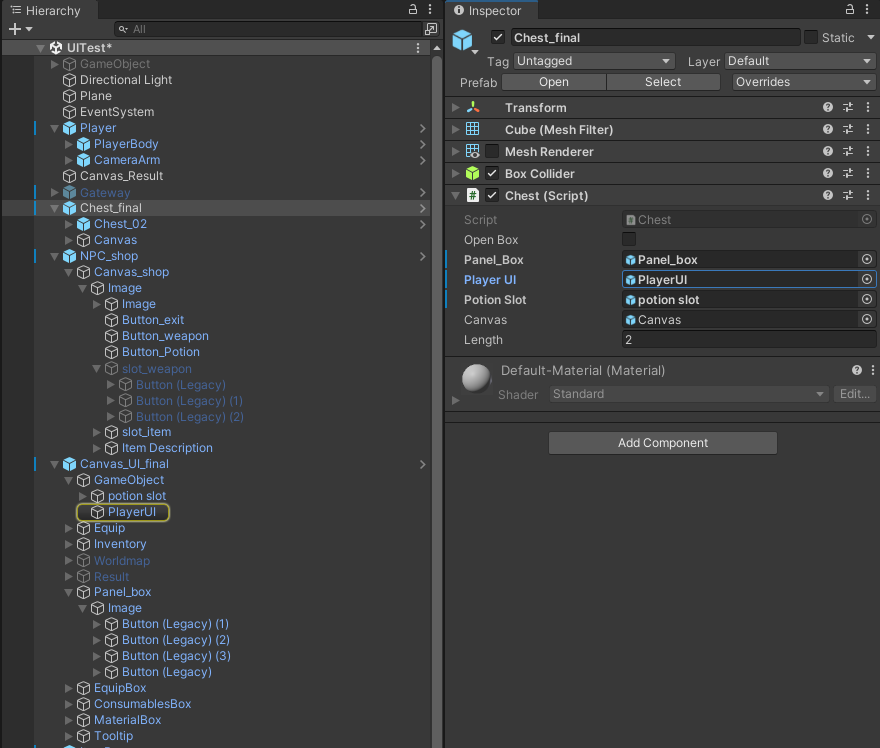 Hierarchy
All
UITest*
GameObject
Directional Light
Plane
EventSystem
Player
PlayerBody
CameraArm
Canvas_Result
Gateway
Chest_final
Chest_02
Canvas
NPC_shop
Canvas_shop
Image
Image
Button_exit
Button_weapon
Button_Potion
slot_weapon
Button (Legacy)
Button (Legacy) (1)
Button (Legacy) (2)
slot_item
Item Description
Canvas_UI_final
GameObject
potion slot
PlayerUI
Equip
Inventory
Worldmap
Result
Panel_box
Image
Button (Legacy) (1)
Button (Legacy) (2)
Button (Legacy) (3)
Button (Legacy)
EquipBox
ConsumablesBox
MaterialBox
Tooltip
Inspector
Chest_final Static
Tag Untagged Layer Default
Prefab Open Select Overrides
Transform
Cube (Mesh Filter)
Mesh Renderer
Box Collider
# Chest (Script)
Script # Chest
Open Box
Panel_Box Panel_box
Player UI PlayerUI
Potion Slot potion slot
Canvas Canvas
Length 2
Default-Material (Material)
Shader Standard Edit...
Add Component